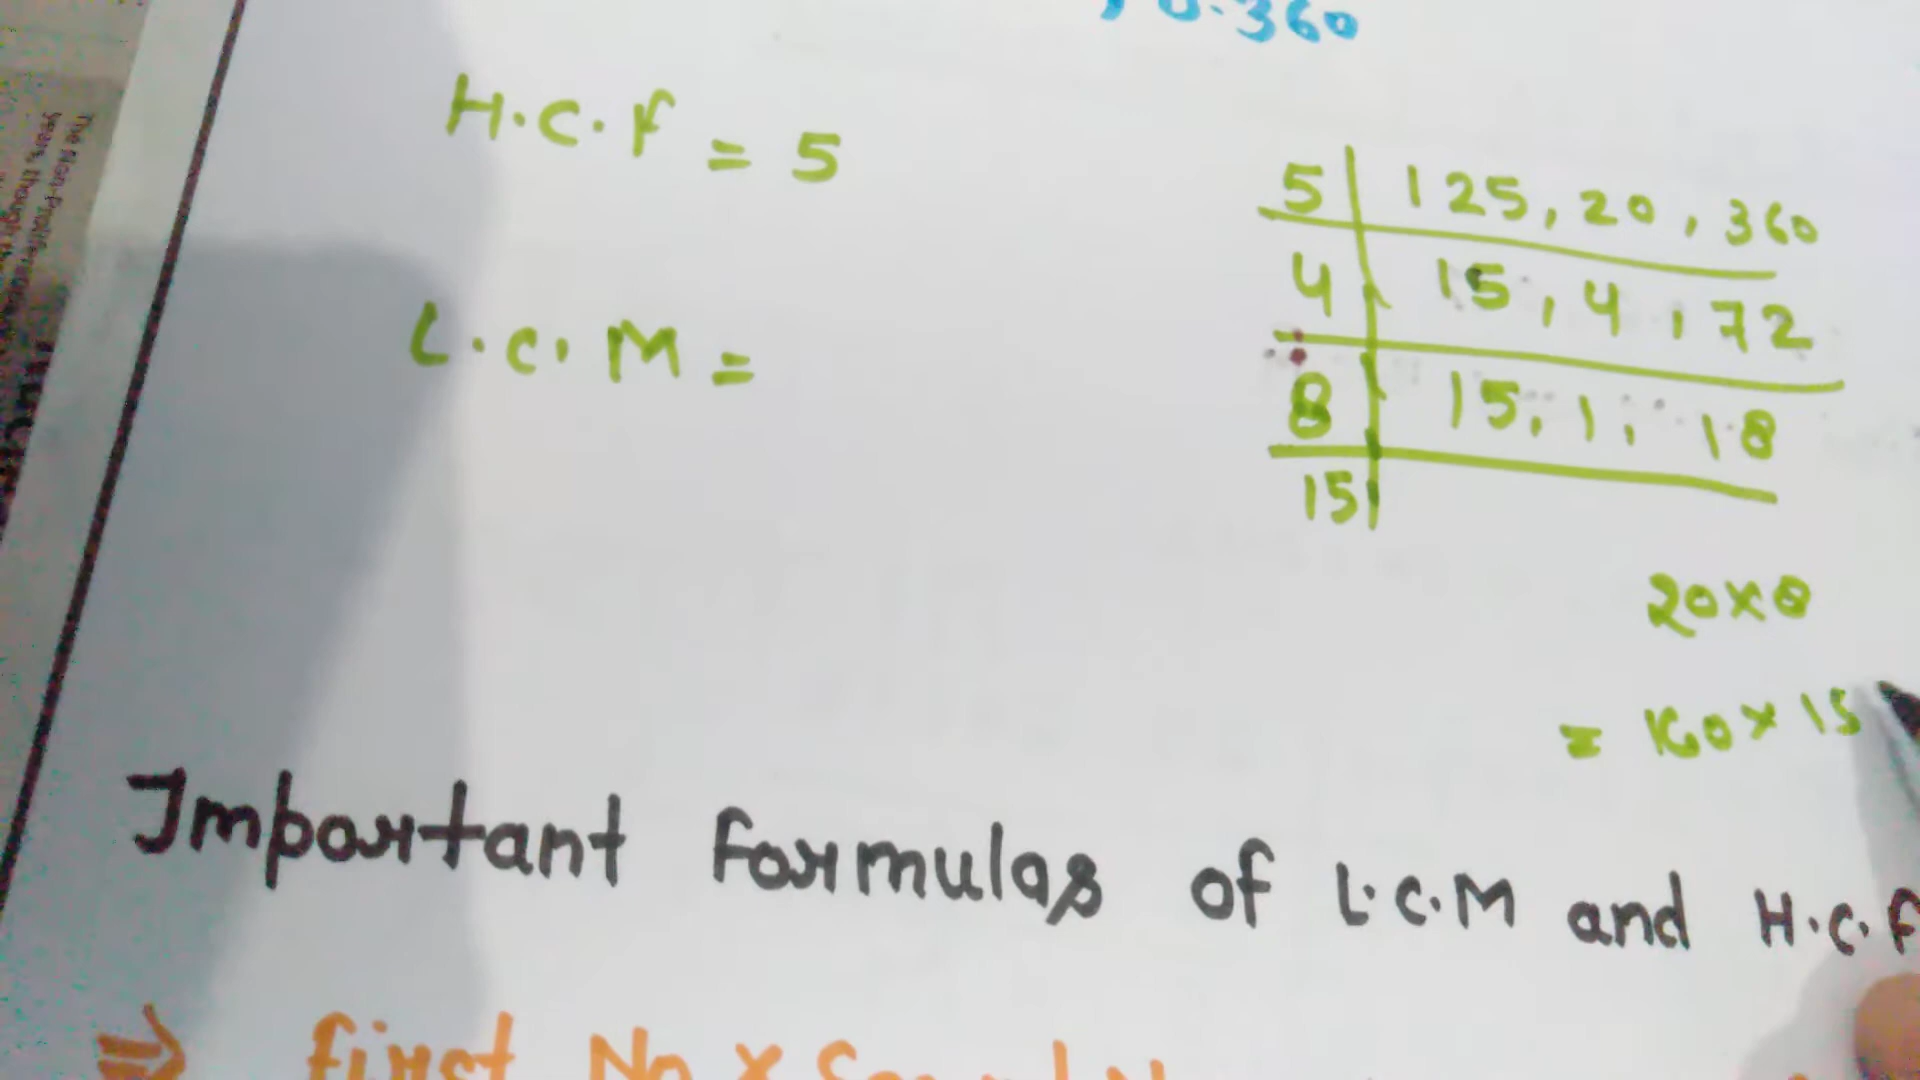 0.360
H.C.F = 5
5 | 125, 20, 360
4 | 15, 4, 72
L.C.M =
8 | 15, 1, 18
15
20×8
= 160×15
Important formulas of L.C.M and H.C.F
⇒ first No ×